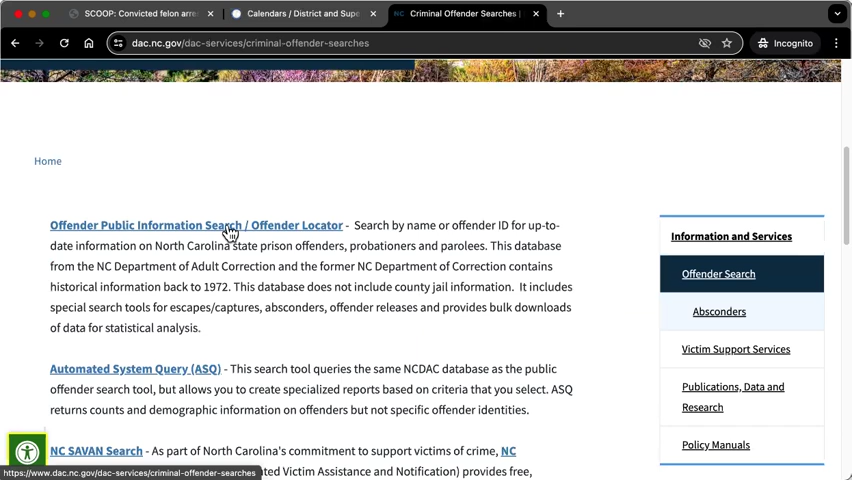 SCOOP: Convicted felon arre
Calendars / District and Supe
NC Criminal Offender Searches |
dac.nc.gov/dac-services/criminal-offender-searches
Incognito
Home
Offender Public Information Search / Offender Locator - Search by name or offender ID for up-to-
date information on North Carolina state prison offenders, probationers and parolees. This database
from the NC Department of Adult Correction and the former NC Department of Correction contains
historical information back to 1972. This database does not include county jail information. It includes
special search tools for escapes/captures, absconders, offender releases and provides bulk downloads
of data for statistical analysis.
Automated System Query (ASQ) - This search tool queries the same NCDAC database as the public
offender search tool, but allows you to create specialized reports based on criteria that you select. ASQ
returns counts and demographic information on offenders but not specific offender identities.
NC SAVAN Search - As part of North Carolina's commitment to support victims of crime, NC
ated Victim Assistance and Notification) provides free,
Information and Services
Offender Search
Absconders
Victim Support Services
Publications, Data and
Research
Policy Manuals
https://www.dac.nc.gov/dac-services/criminal-offender-searches